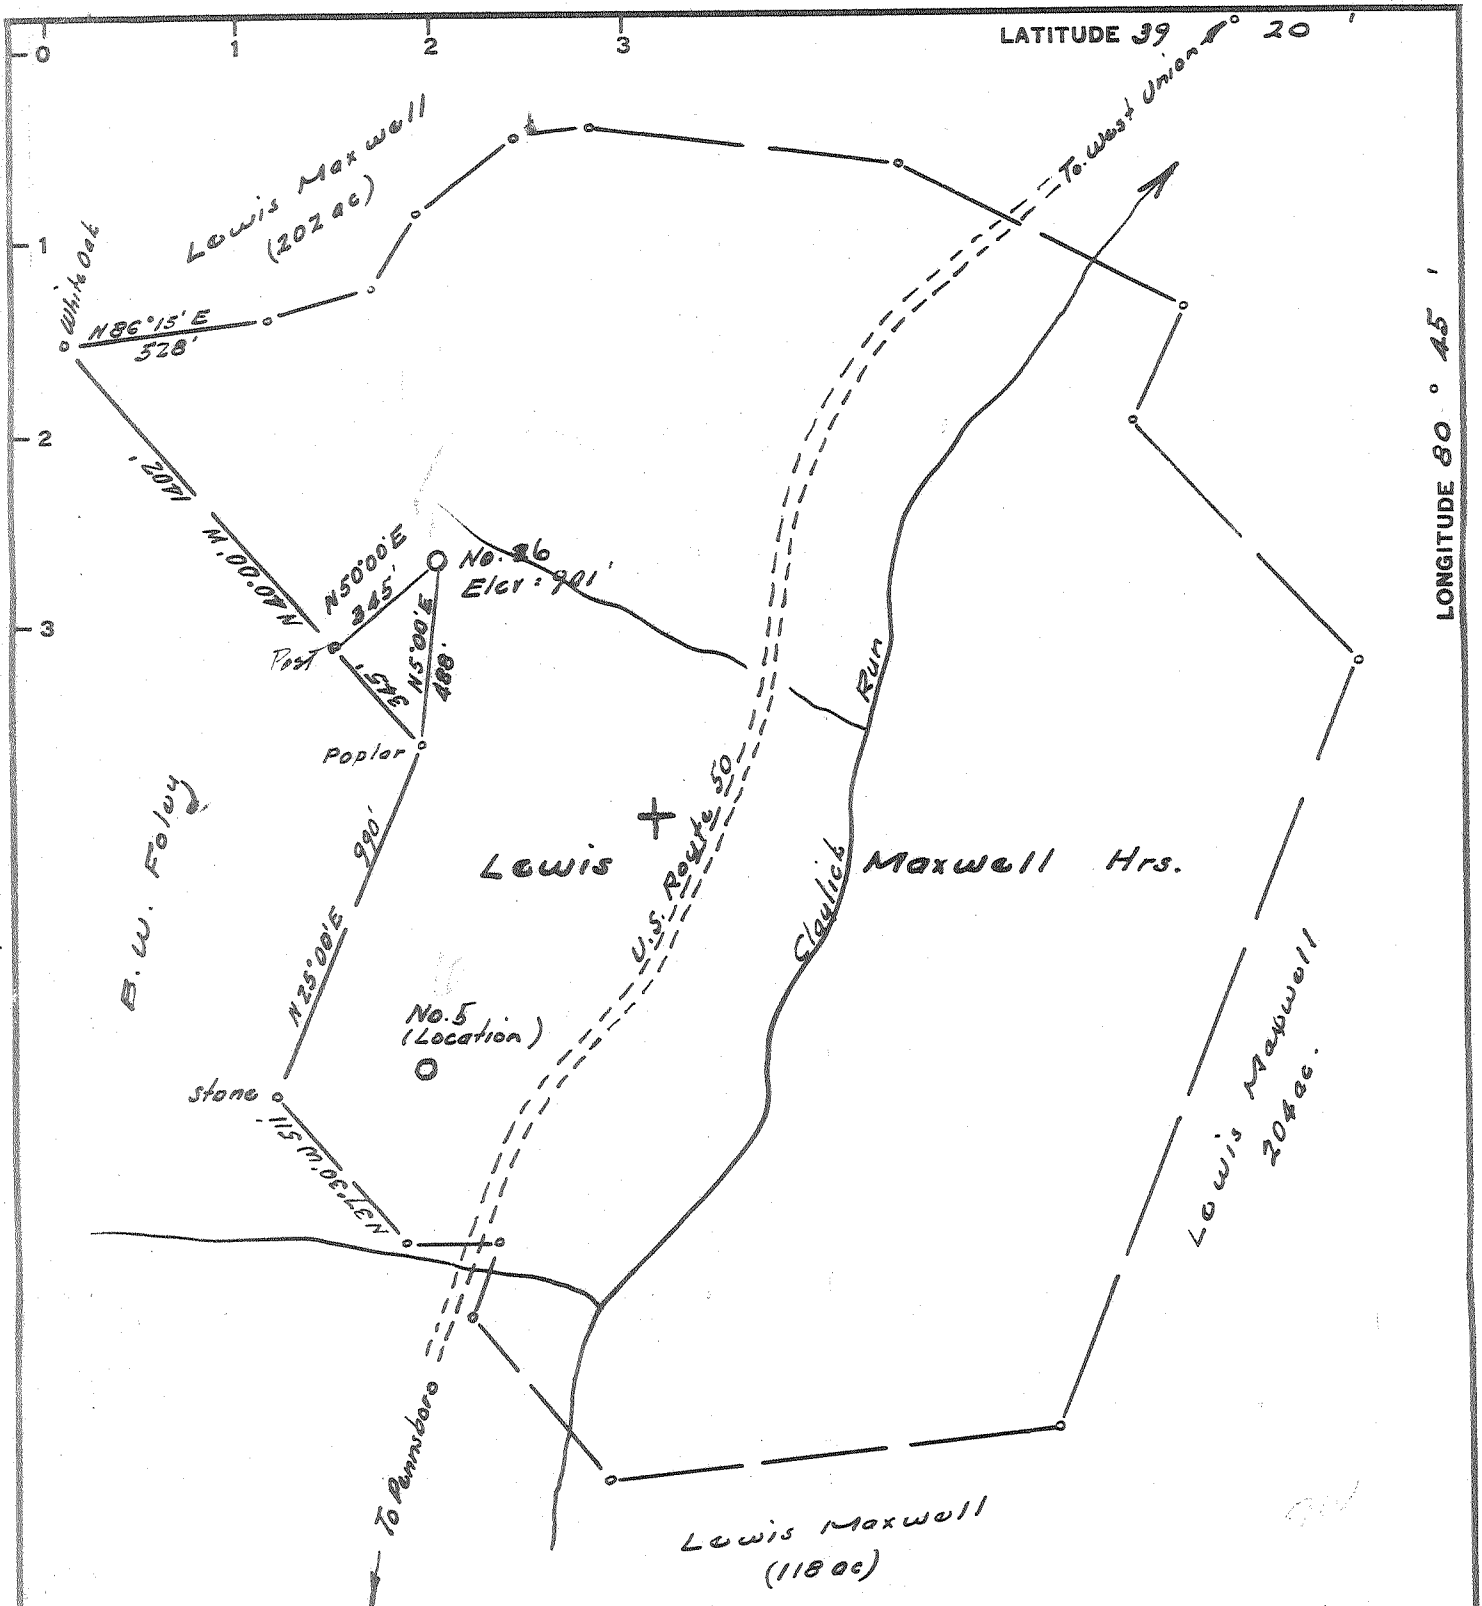 LATITUDE 39° 20'
0
1
2
3
1
2
3
LONGITUDE 80° 45'
To West Union
Lewis Maxwell
(202 ac)
White Oak
N86°15'E
528'
1402'
N40°00'W
N50°00'E
345'
No. 26
Elev: 901'
N5°00'E
488'
Post
345'
Poplar
Run
U.S. Route 50
990'
B. W. Foley
Lewis Maxwell Hrs.
Claylick
N25°00'E
No. 5
(Location)
Stone
N37°30'W 511'
Lewis Maxwell
204 ac.
To Pennsboro
Lewis Maxwell
(118 ac)